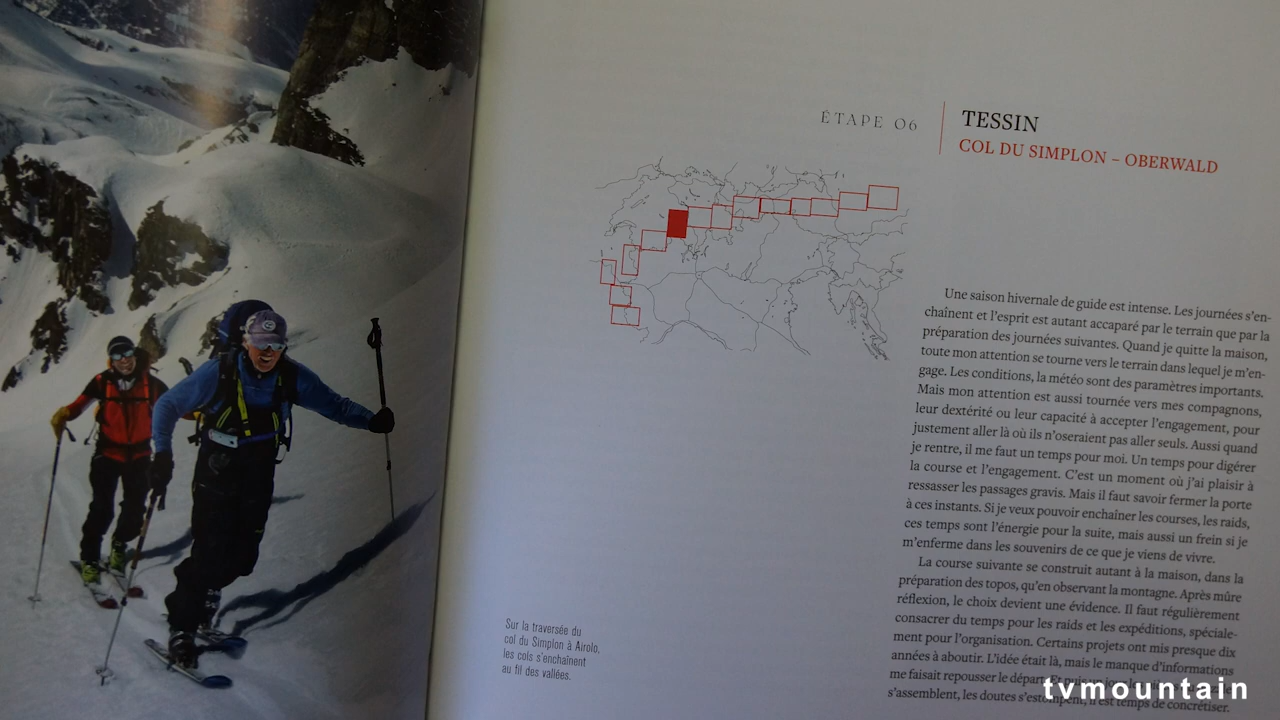 ÉTAPE 06
TESSIN
COL DU SIMPLON – OBERWALD
Une saison hivernale de guide est intense. Les journées s'en-
chaînent et l'esprit est autant accaparé par le terrain que par la
préparation des journées suivantes. Quand je quitte la maison,
toute mon attention se tourne vers le terrain dans lequel je m'en-
gage. Les conditions, la météo sont des paramètres importants.
Mais mon attention est aussi tournée vers mes compagnons,
leur dextérité ou leur capacité à accepter l'engagement, pour
justement aller là où ils n'oseraient pas aller seuls. Aussi quand
je rentre, il me faut un temps pour moi. Un temps pour digérer
la course et l'engagement. C'est un moment où j'ai plaisir à
ressasser les passages gravis. Mais il faut savoir fermer la porte
à ces instants. Si je veux pouvoir enchaîner les courses, les raids,
ces temps sont l'énergie pour la suite, mais aussi un frein si je
m'enferme dans les souvenirs de ce que je viens de vivre.
La course suivante se construit autant à la maison, dans la
préparation des topos, qu'en observant la montagne. Après mûre
réflexion, le choix devient une évidence. Il faut régulièrement
consacrer du temps pour les raids et les expéditions, spéciale-
ment pour l'organisation. Certains projets ont mis presque dix
années à aboutir. L'idée était là, mais le manque d'informations
me faisait repousser le départ. Et puis un jour
s'assemblent, les doutes s'estompent, il est temps de concrétiser.
Sur la traversée du
col du Simplon à Airolo,
les cols s'enchaînent
au fil des vallées.
tvmountain